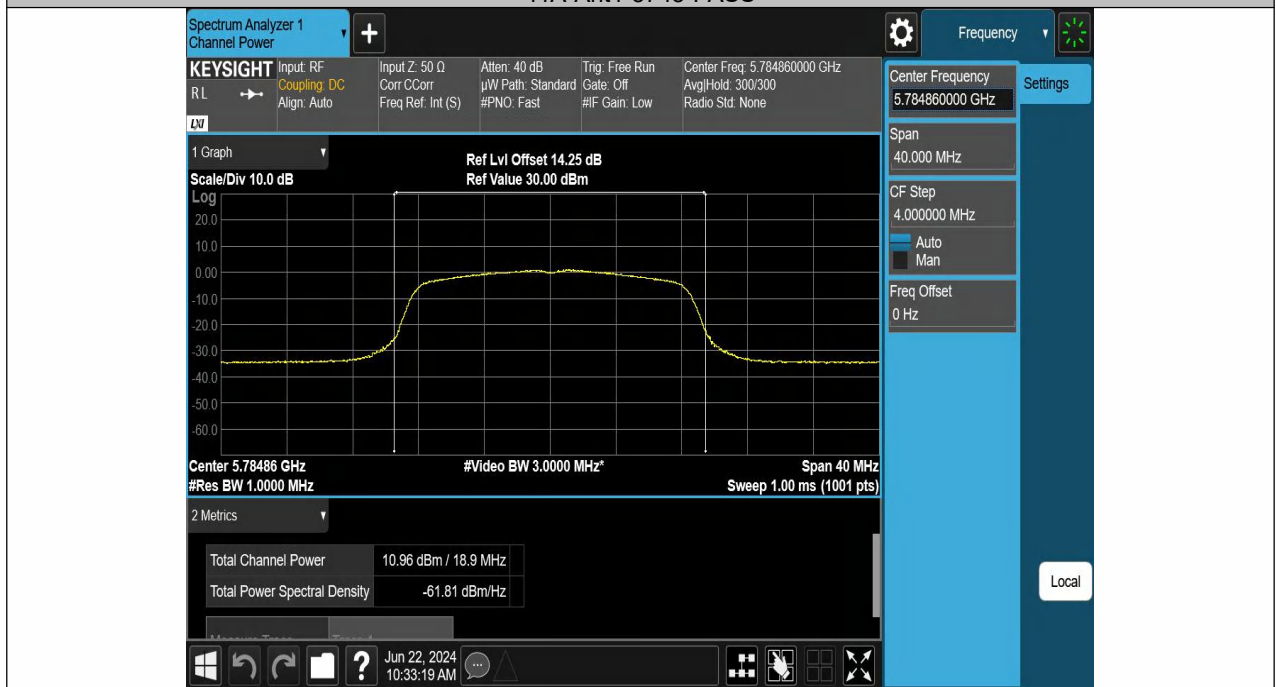 Spectrum Analyzer 1
Channel Power
+
Frequency
KEYSIGHT
RL
LXI
Input: RF
Coupling: DC
Align: Auto
Input Z: 50 Ω
Corr CCorr
Freq Ref: Int (S)
Atten: 40 dB
µW Path: Standard
#PNO: Fast
Trig: Free Run
Gate: Off
#IF Gain: Low
Center Freq: 5.784860000 GHz
Avg|Hold: 300/300
Radio Std: None
Center Frequency
5.784860000 GHz
Settings
Span
40.000 MHz
CF Step
4.000000 MHz
Auto
Man
Freq Offset
0 Hz
Local
1 Graph
Scale/Div 10.0 dB
Ref Lvl Offset 14.25 dB
Ref Value 30.00 dBm
Log
20.0
10.0
0.00
-10.0
-20.0
-30.0
-40.0
-50.0
-60.0
Center 5.78486 GHz
#Video BW 3.0000 MHz*
Span 40 MHz
#Res BW 1.0000 MHz
Sweep 1.00 ms (1001 pts)
2 Metrics
Total Channel Power 10.96 dBm / 18.9 MHz
Total Power Spectral Density -61.81 dBm/Hz
?
Jun 22, 2024
10:33:19 AM